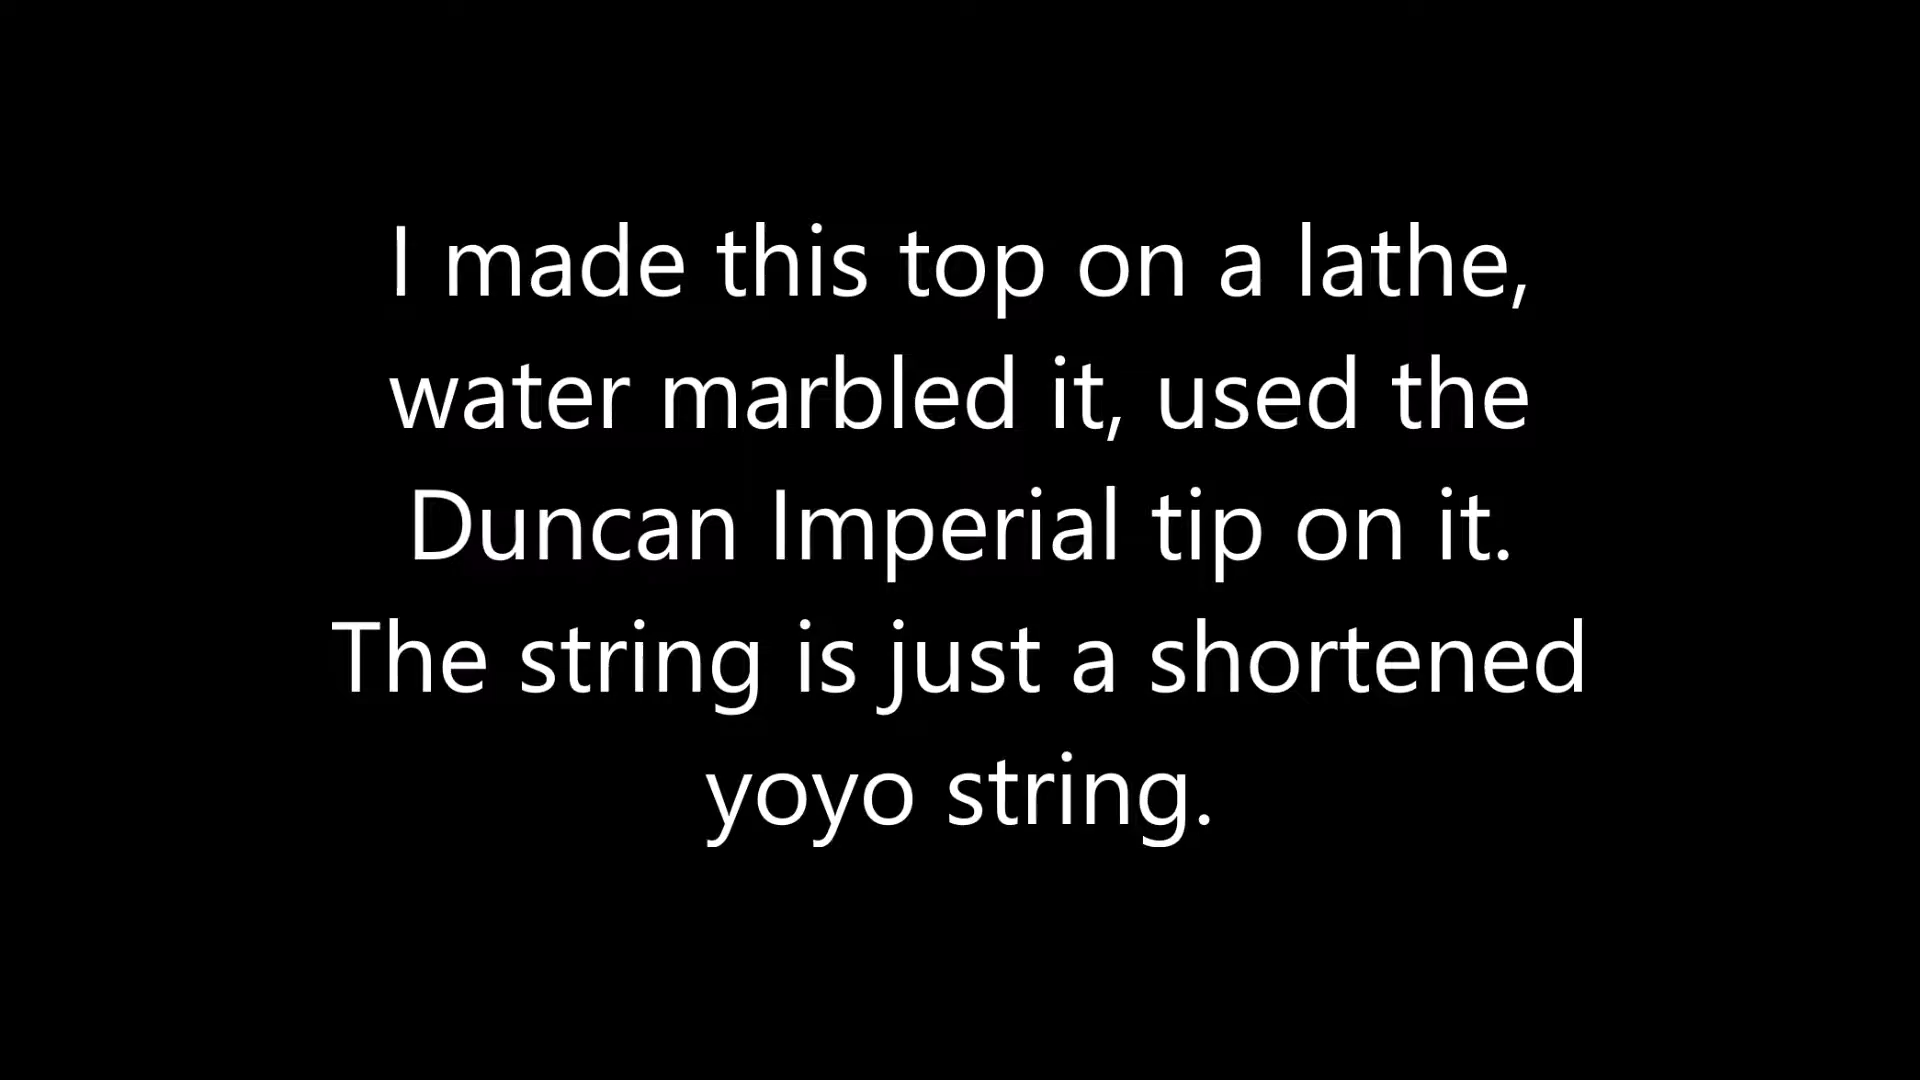 I made this top on a lathe,
water marbled it, used the
Duncan Imperial tip on it.
The string is just a shortened
yoyo string.